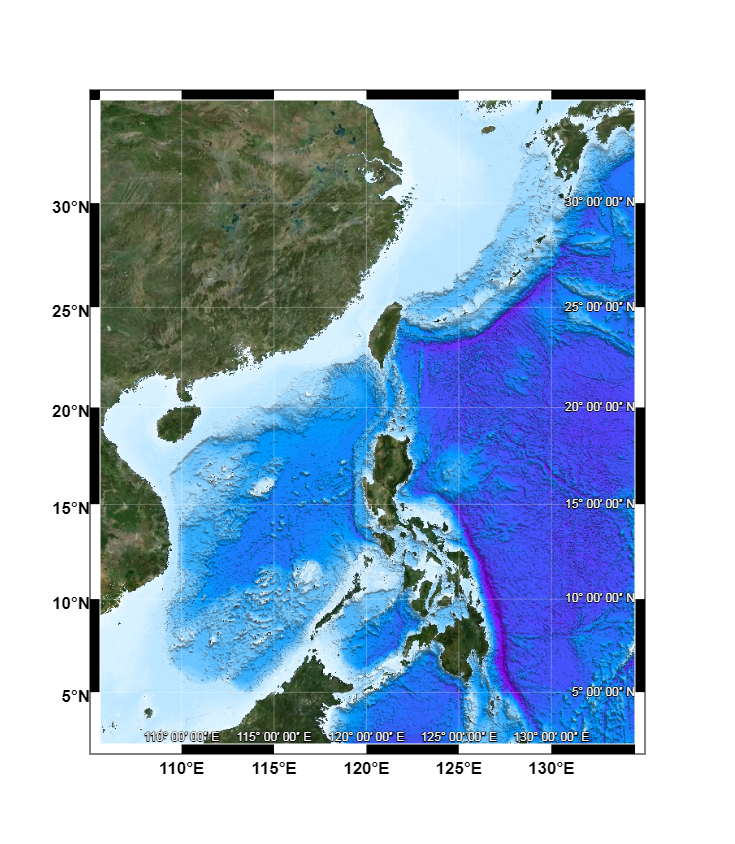 30°N
30° 00' 00" N
25°N
25° 00' 00" N
20°N
20° 00' 00" N
15°N
15° 00' 00" N
10°N
10° 00' 00" N
5°N
5° 00' 00" N
110° 00' 00" E
115° 00' 00" E
120° 00' 00" E
125° 00' 00" E
130° 00' 00" E
110°E
115°E
120°E
125°E
130°E